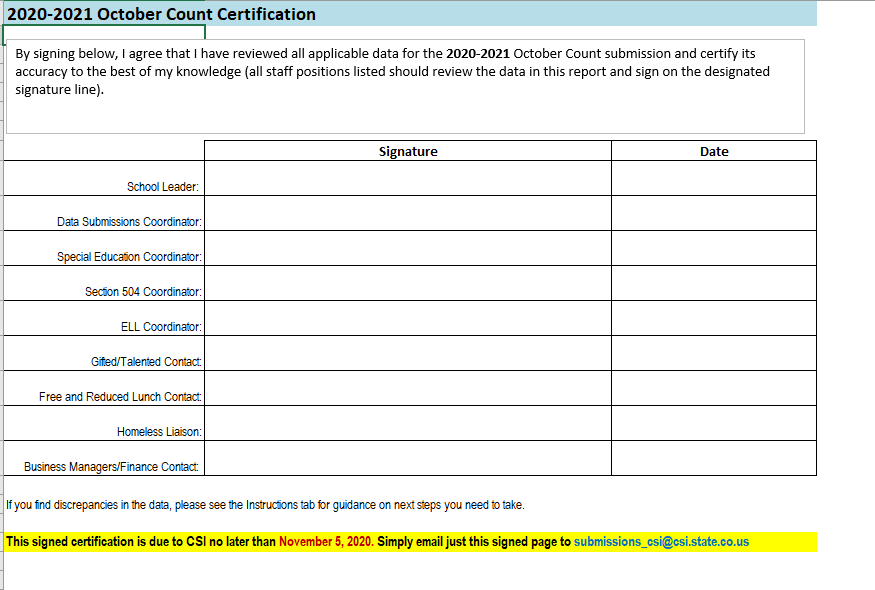 2020-2021 October Count Certification
By signing below, I agree that I have reviewed all applicable data for the 2020-2021 October Count submission and certify its
accuracy to the best of my knowledge (all staff positions listed should review the data in this report and sign on the designated
signature line).
Signature Date
School Leader:
Data Submissions Coordinator:
Special Education Coordinator:
Section 504 Coordinator:
ELL Coordinator:
Gifted/Talented Contact:
Free and Reduced Lunch Contact:
Homeless Liaison:
Business Managers/Finance Contact:
If you find discrepancies in the data, please see the Instructions tab for guidance on next steps you need to take.
This signed certification is due to CSI no later than November 5, 2020. Simply email just this signed page to submissions_csi@csi.state.co.us